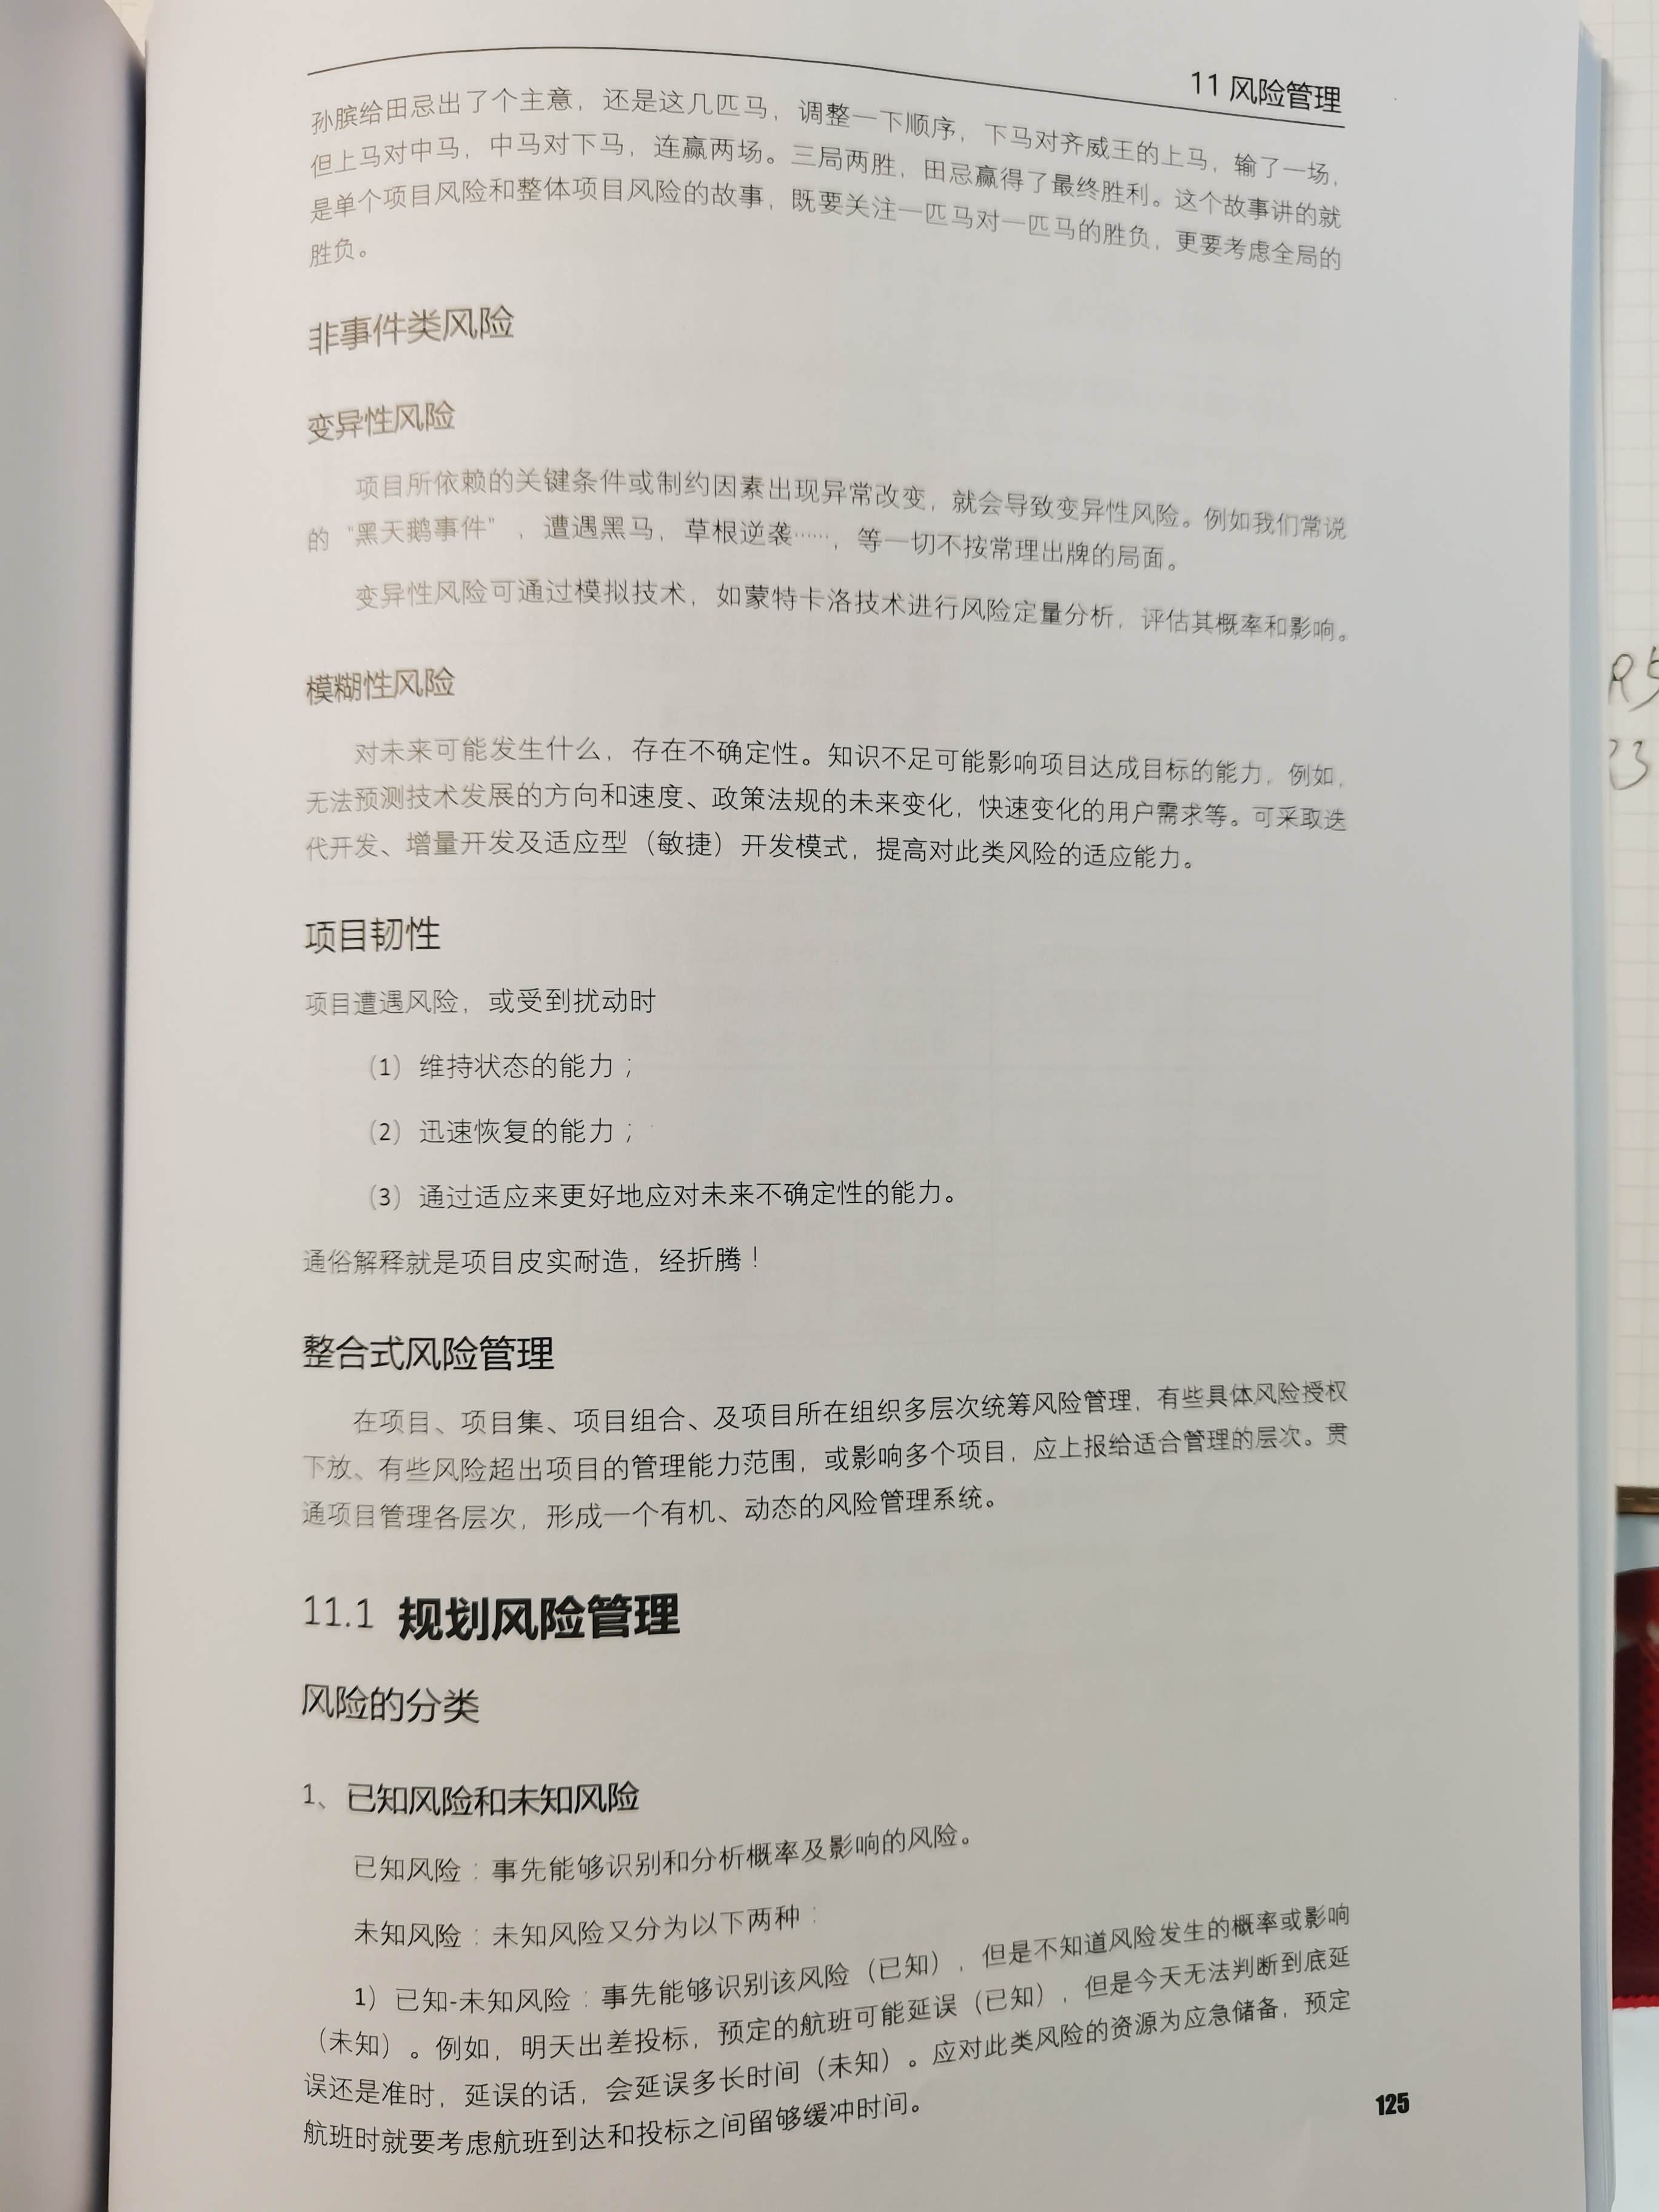 11 风险管理
孙膑给田忌出了个主意，还是这几匹马，调整一下顺序，下马对齐威王的上马，输了一场，
但上马对中马，中马对下马，连赢两场。三局两胜，田忌赢得了最终胜利。这个故事讲的就
是单个项目风险和整体项目风险的故事，既要关注一匹马对一匹马的胜负，更要考虑全局的
胜负。
非事件类风险
变异性风险
项目所依赖的关键条件或制约因素出现异常改变，就会导致变异性风险。例如我们常说
的“黑天鹅事件”，遭遇黑马，草根逆袭……，等一切不按常理出牌的局面。
变异性风险可通过模拟技术，如蒙特卡洛技术进行风险定量分析，评估其概率和影响。
模糊性风险
对未来可能发生什么，存在不确定性。知识不足可能影响项目达成目标的能力，例如，
无法预测技术发展的方向和速度、政策法规的未来变化，快速变化的用户需求等。可采取迭
代开发、增量开发及适应型（敏捷）开发模式，提高对此类风险的适应能力。
项目韧性
项目遭遇风险，或受到扰动时
（1）维持状态的能力；
（2）迅速恢复的能力；
（3）通过适应来更好地应对未来不确定性的能力。
通俗解释就是项目皮实耐造，经折腾！
整合式风险管理
在项目、项目集、项目组合、及项目所在组织多层次统筹风险管理，有些具体风险授权
下放、有些风险超出项目的管理能力范围，或影响多个项目，应上报给适合管理的层次。贯
通项目管理各层次，形成一个有机、动态的风险管理系统。
11.1 规划风险管理
风险的分类
1、已知风险和未知风险
已知风险：事先能够识别和分析概率及影响的风险。
未知风险：未知风险又分为以下两种：
1）已知-未知风险：事先能够识别该风险（已知），但是不知道风险发生的概率或影响
（未知）。例如，明天出差投标，预定的航班可能延误（已知），但是今天无法判断到底延
误还是准时，延误的话，会延误多长时间（未知）。应对此类风险的资源为应急储备，预定
航班时就要考虑航班到达和投标之间留够缓冲时间。
125
R5